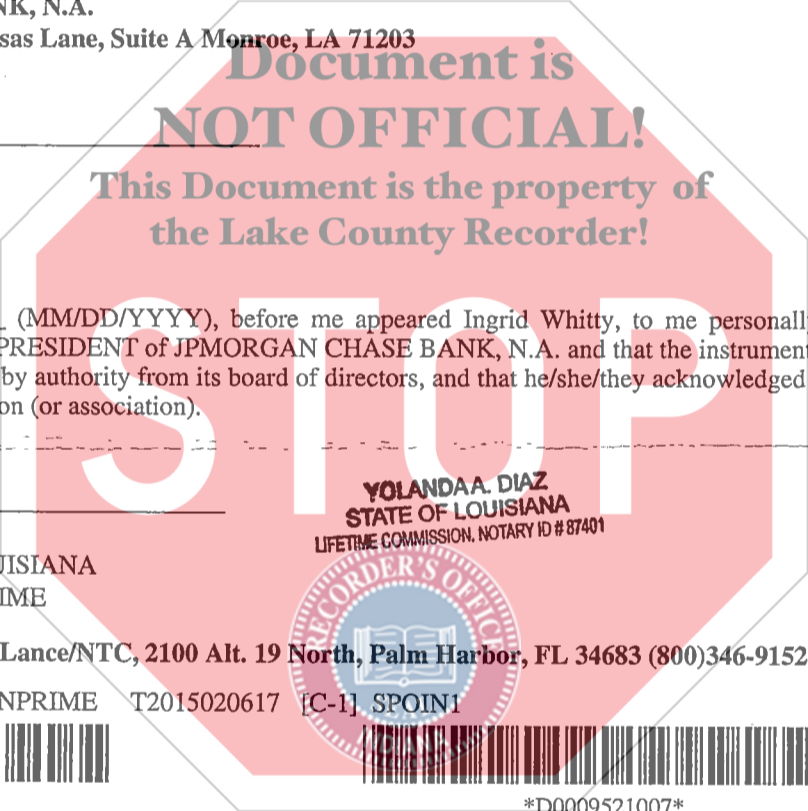 NK, N.A.
sas Lane, Suite A Monroe, LA 71203
Document is
NOT OFFICIAL!
This Document is the property of
the Lake County Recorder!
STOP
(MM/DD/YYYY), before me appeared Ingrid Whitty, to me personall
PRESIDENT of JPMORGAN CHASE BANK, N.A. and that the instrumen
by authority from its board of directors, and that he/she/they acknowledged
on (or association).
YOLANDA A. DIAZ
STATE OF LOUISIANA
LIFETIME COMMISSION. NOTARY ID # 87401
UISIANA
IME
RECORDER'S OFFICE
Lance/NTC, 2100 Alt. 19 North, Palm Harbor, FL 34683 (800)346-9152
NPRIME T2015020617 [C-1] SPOIN1
INDIANA
*D0009521007*